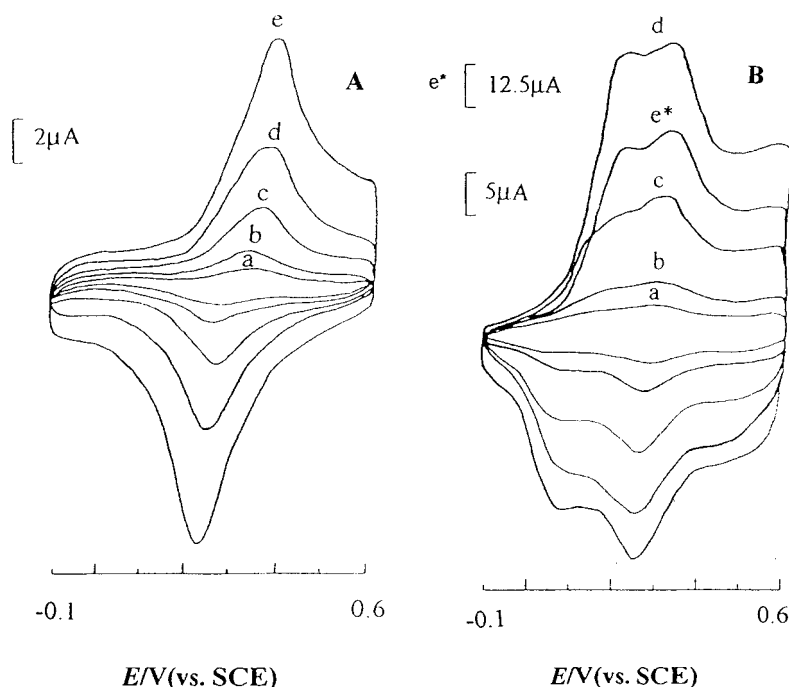 e
A
2μA
d
c
b
a
-0.1
0.6
E/V(vs. SCE)
d
e* 12.5μA
B
e*
5μA
c
b
a
-0.1
0.6
E/V(vs. SCE)